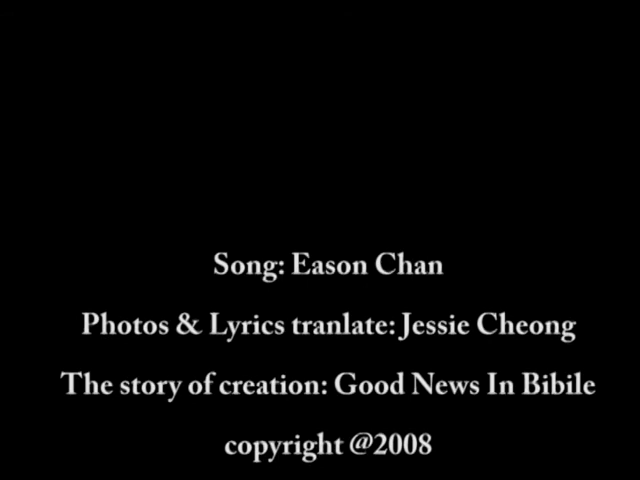 Song: Eason Chan
Photos & Lyrics tranlate: Jessie Cheong
The story of creation: Good News In Bibile
copyright @2008